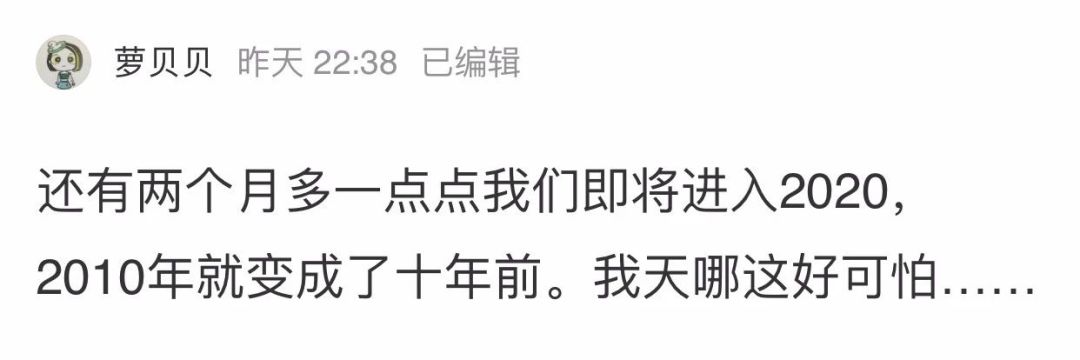 萝贝贝 昨天 22:38 已编辑
还有两个月多一点点我们即将进入2020，
2010年就变成了十年前。我天哪这好可怕……